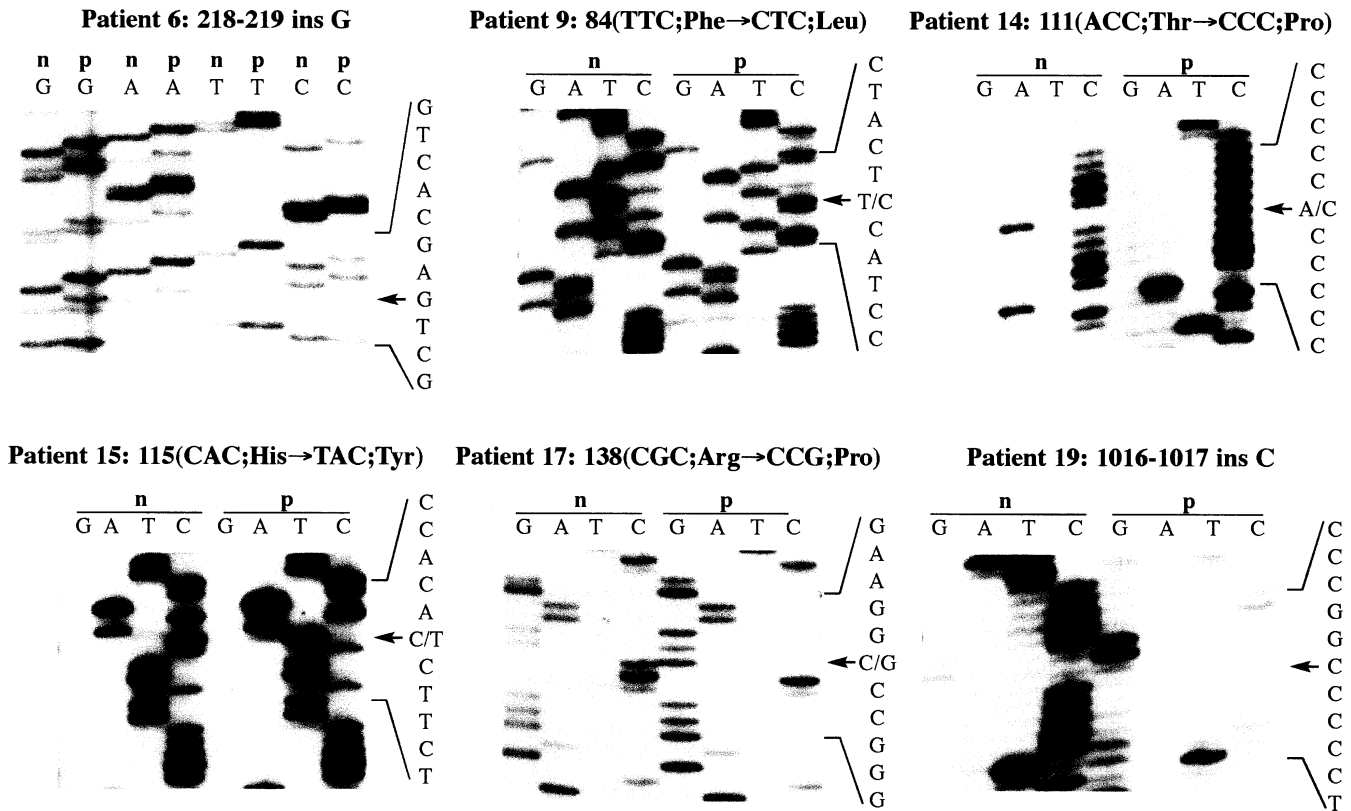 Patient 6: 218-219 ins G
n p n p n p n p
G G A A T T C C
G
T
C
A
C
G
A
G
T
C
G
Patient 9: 84(TTC;Phe→CTC;Leu)
n p
G A T C G A T C
C
T
A
C
T
T/C
C
A
T
C
C
Patient 14: 111(ACC;Thr→CCC;Pro)
n p
G A T C G A T C
C
C
C
C
C
A/C
C
C
C
C
C
Patient 15: 115(CAC;His→TAC;Tyr)
n p
G A T C G A T C
C
C
A
C
A
C/T
C
T
T
C
T
Patient 17: 138(CGC;Arg→CCG;Pro)
n p
G A T C G A T C
G
A
A
G
G
C/G
C
C
G
G
G
Patient 19: 1016-1017 ins C
n p
G A T C G A T C
C
C
C
G
G
C
C
C
C
C
T